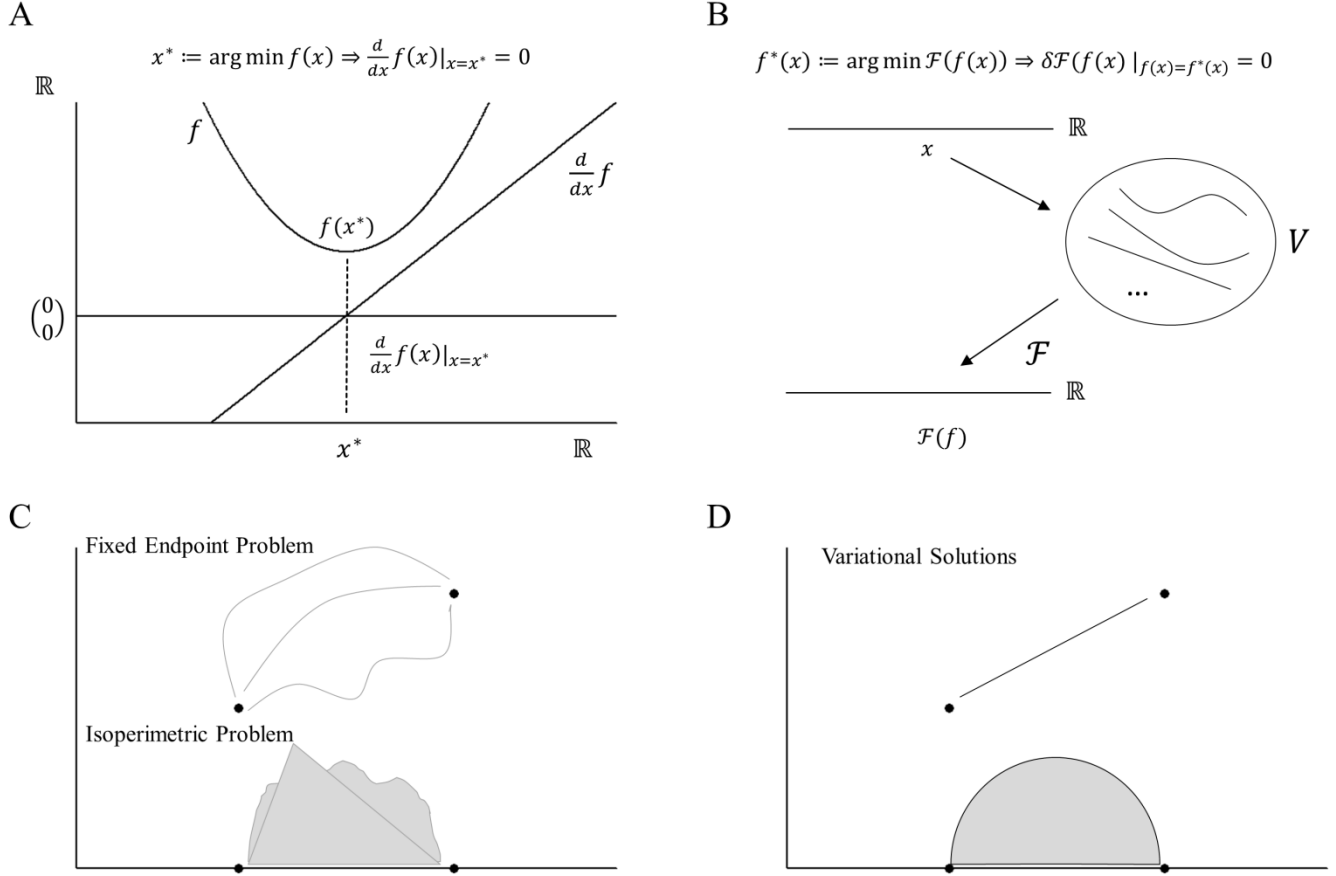 A
x* ≔ arg min f(x) ⇒ d/dx f(x)|ₓ₌ₓ* = 0
ℝ
f
d/dx f
f(x*)
(0
0)
d/dx f(x)|ₓ₌ₓ*
x*
ℝ
B
f*(x) ≔ arg min ℱ(f(x)) ⇒ δℱ(f(x) |f(x)=f*(x) = 0
ℝ
x
V
...
ℱ
ℝ
ℱ(f)
C
Fixed Endpoint Problem
Isoperimetric Problem
D
Variational Solutions